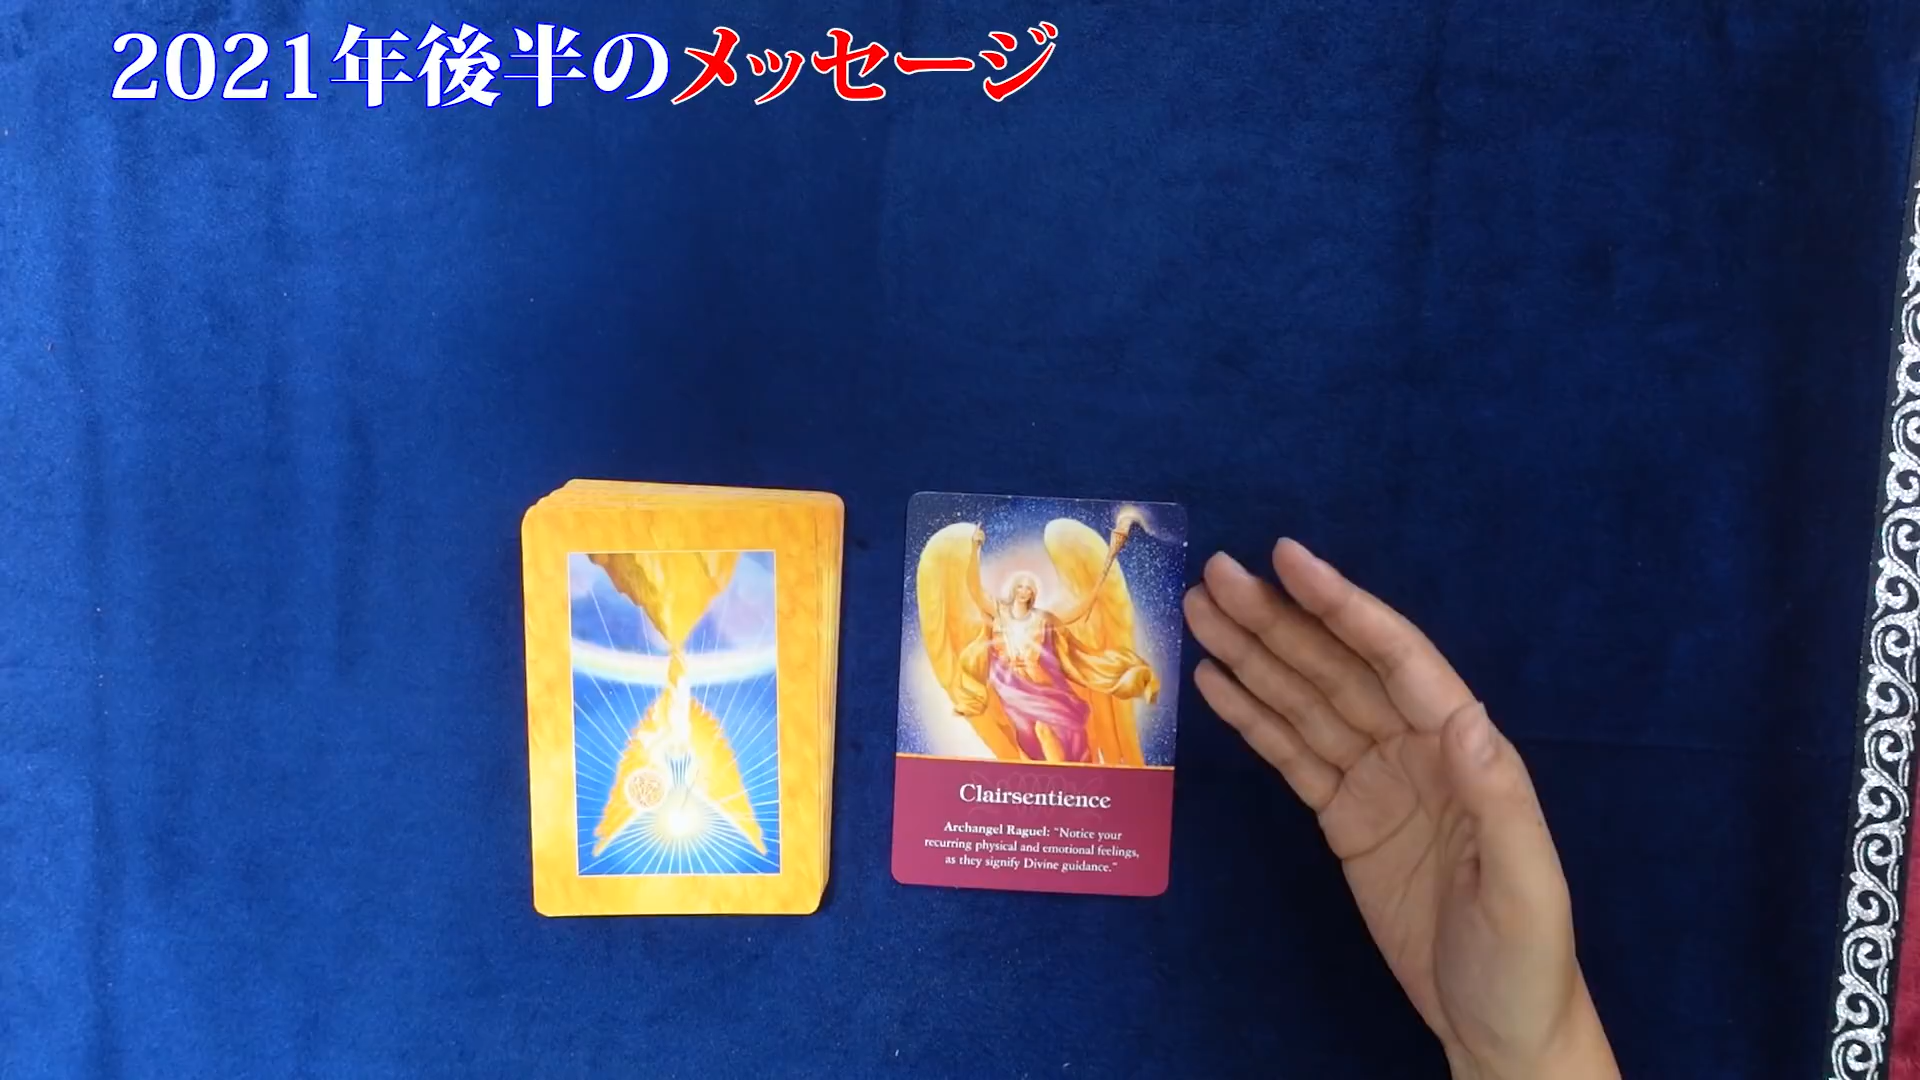 2021年後半のメッセージ
Clairsentience
Archangel Raguel: “Notice your
recurring physical and emotional feelings,
as they signify Divine guidance.”